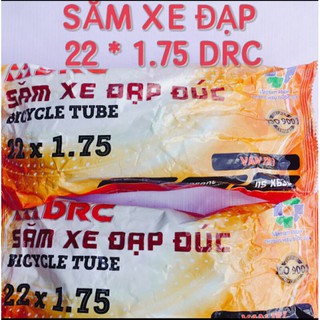 SĂM XE ĐẠP
22 * 1.75 DRC
DRC
SĂM XE ĐẠP ĐÚC
BICYCLE TUBE
22 x 1.75
ISO 9001
DRC
SĂM XE ĐẠP ĐÚC
BICYCLE TUBE
22 x 1.75
ISO 9001